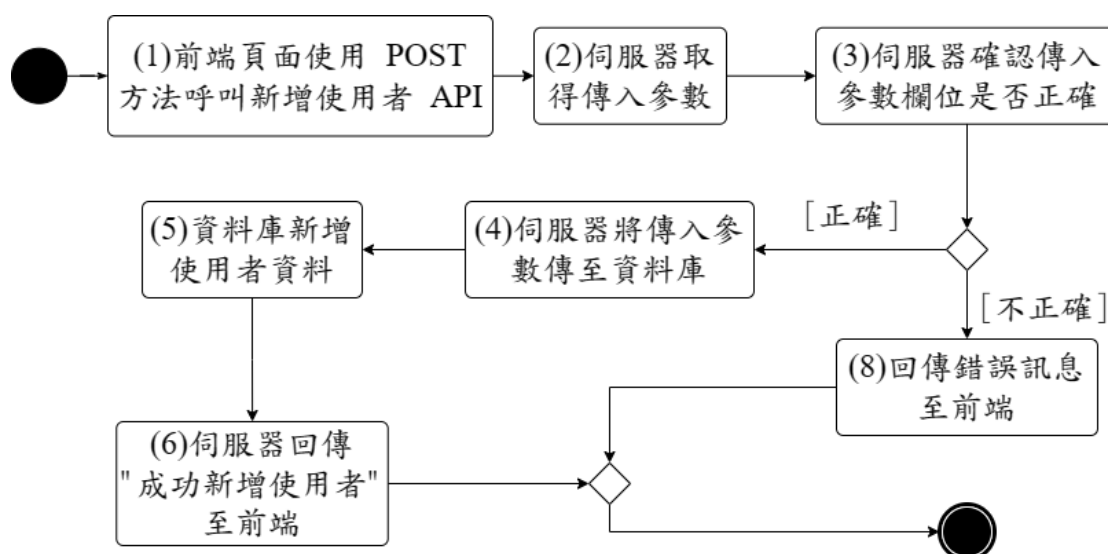 (1)前端頁面使用 POST
方法呼叫新增使用者 API
(2)伺服器取
得傳入參數
(3)伺服器確認傳入
參數欄位是否正確
[正確]
(4)伺服器將傳入參
數傳至資料庫
(5)資料庫新增
使用者資料
[不正確]
(8)回傳錯誤訊息
至前端
(6)伺服器回傳
"成功新增使用者"
至前端